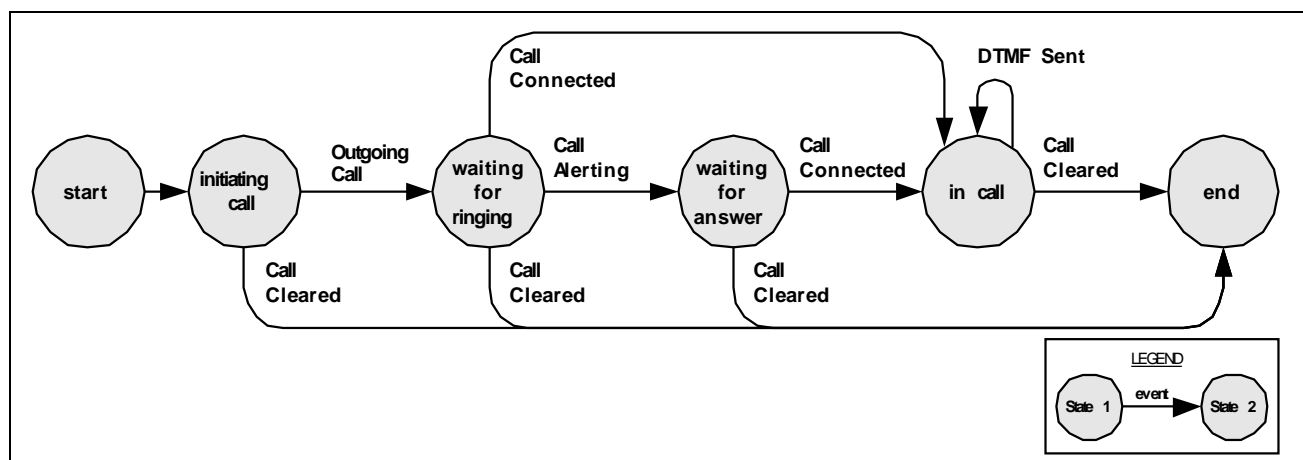 Call
Connected
DTMF Sent
start
initiating
call
Outgoing
Call
waiting
for
ringing
Call
Alerting
waiting
for
answer
Call
Connected
in call
Call
Cleared
end
Call
Cleared
Call
Cleared
Call
Cleared
LEGEND
State 1
event
State 2